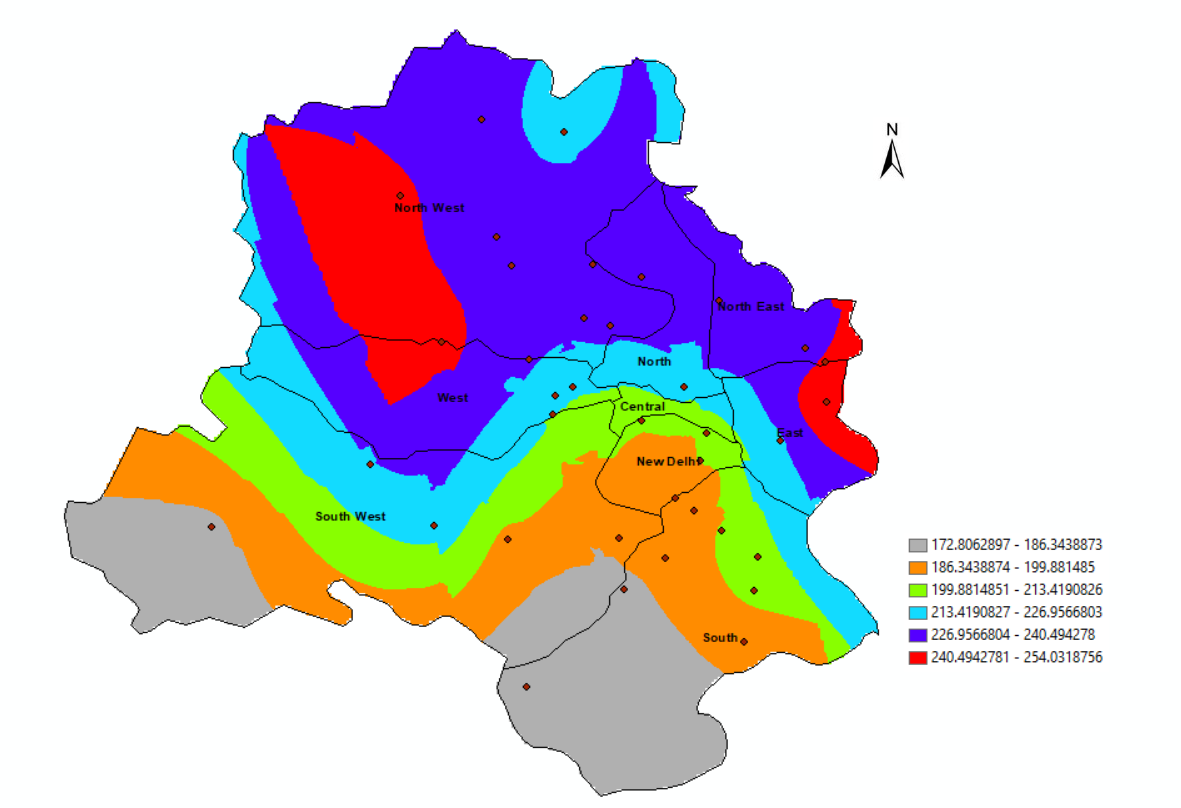 N
North West
North East
North
West
Central
East
New Delhi
South West
South
172.8062897 - 186.3438873
186.3438874 - 199.881485
199.8814851 - 213.4190826
213.4190827 - 226.9566803
226.9566804 - 240.494278
240.4942781 - 254.0318756